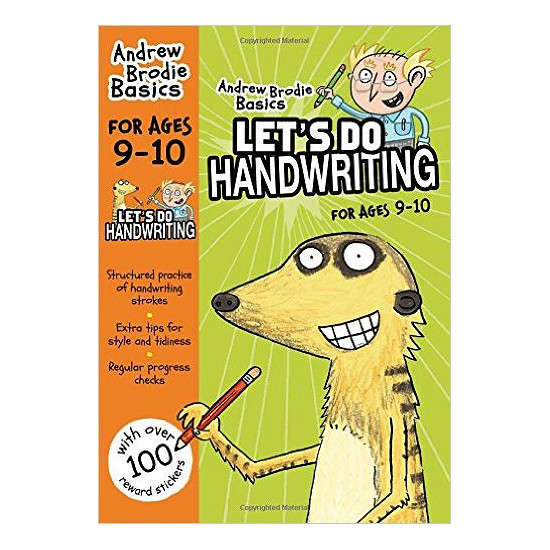 Copyrighted Material
Andrew
Brodie
Basics
FOR AGES
9-10
LET'S DO
HANDWRITING
Structured practice
of handwriting
strokes
Extra tips for
style and tidiness
Regular progress
checks
with over
100
reward stickers
Andrew Brodie
Basics
LET'S DO
HANDWRITING
FOR AGES 9-10
Copyrighted Material